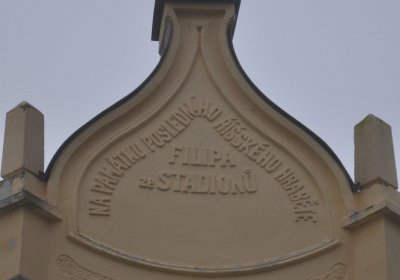 NA PAMÁTKU POSLEDNÍHO ŘÍŠSKÉHO HRABĚTE
FILIPA
ZE STADIONŮ